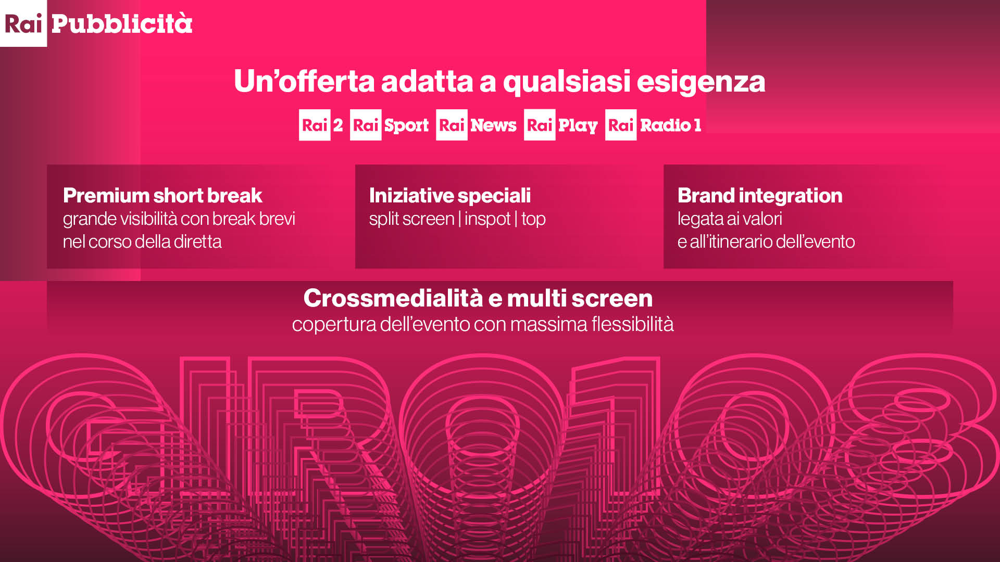 Rai Pubblicità
Un’offerta adatta a qualsiasi esigenza
Rai 2 Rai Sport Rai News Rai Play Rai Radio 1
Premium short break
grande visibilità con break brevi
nel corso della diretta
Iniziative speciali
split screen | inspot | top
Brand integration
legata ai valori
e all’itinerario dell’evento
Crossmedialità e multi screen
copertura dell’evento con massima flessibilità
GIRO108